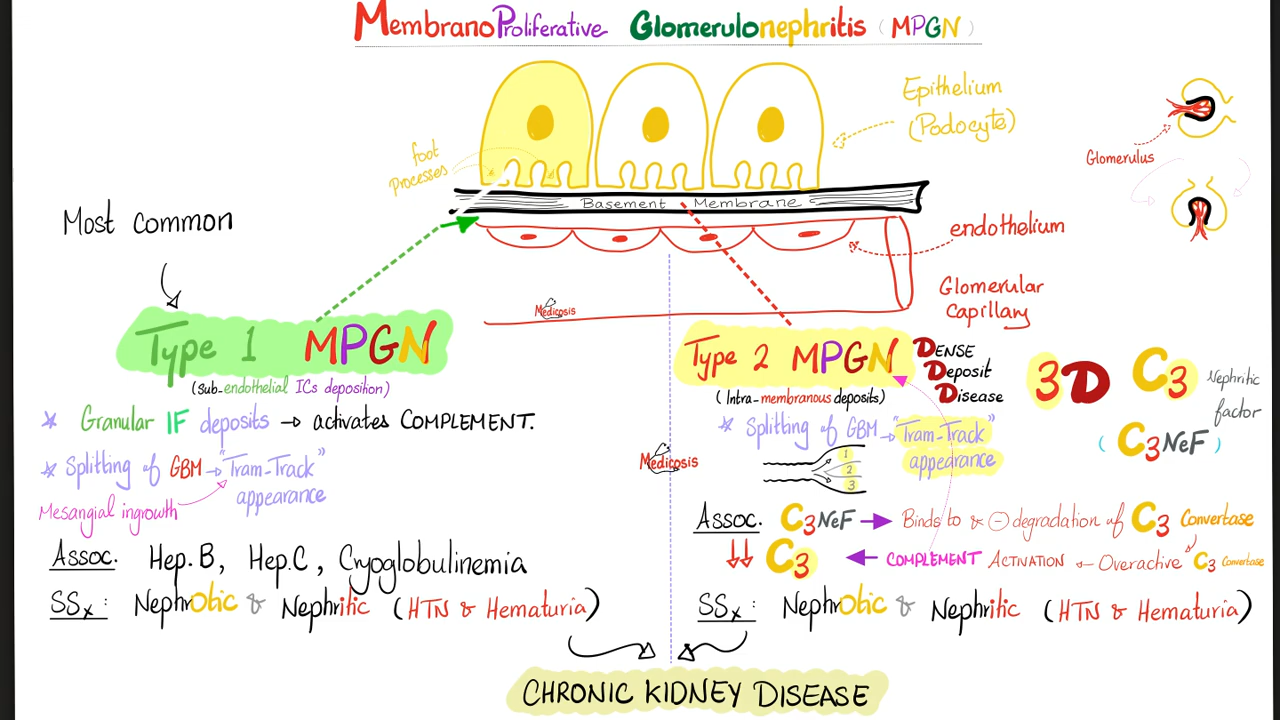 MembranoProliferative Glomerulonephritis (MPGN)
Epithelium
(Podocyte)
foot
processes
Glomerulus
Basement Membrane
Most common
endothelium
Glomerular
Capillary
Medicosis
Type 1 MPGN
(Sub-endothelial ICs deposition)
* Granular IF deposits → activates COMPLEMENT.
* Splitting of GBM → "Tram-Track"
appearance
Mesangial ingrowth
Assoc. Hep. B, Hep. C, Cryoglobulinemia
SSx: Nephrotic & Nephritic (HTN & Hematuria)
Type 2 MPGN
DENSE
Deposit
Disease
(Intra-membranous deposits)
3D
C3 Nephritic
factor
(C3NeF)
* Splitting of GBM → "Tram-Track"
appearance
1
2
3
Medicosis
Assoc. C3NeF → Binds to & ⊖ degradation of C3 Convertase
↓↓ C3 ← COMPLEMENT ACTIVATION ← Overactive C3 Convertase
SSx: Nephrotic & Nephritic (HTN & Hematuria)
CHRONIC KIDNEY DISEASE